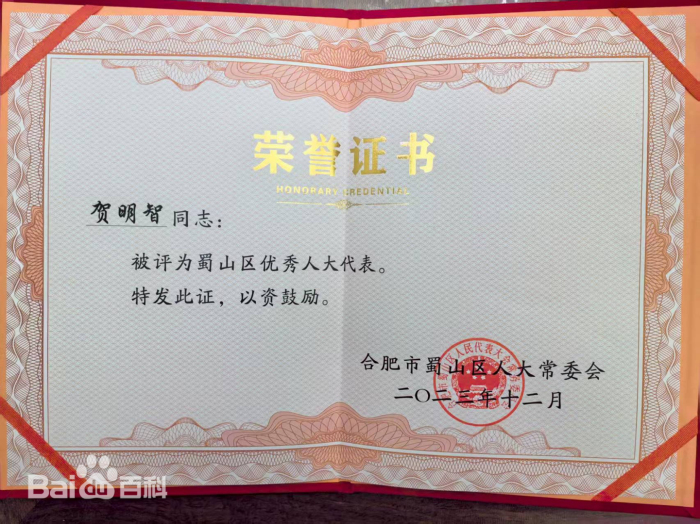 荣誉证书
HONORARY CREDENTIAL
贺明智同志：
被评为蜀山区优秀人大代表。
特发此证，以资鼓励。
合肥市蜀山区人大常委会
二〇二三年十二月
Bai百科